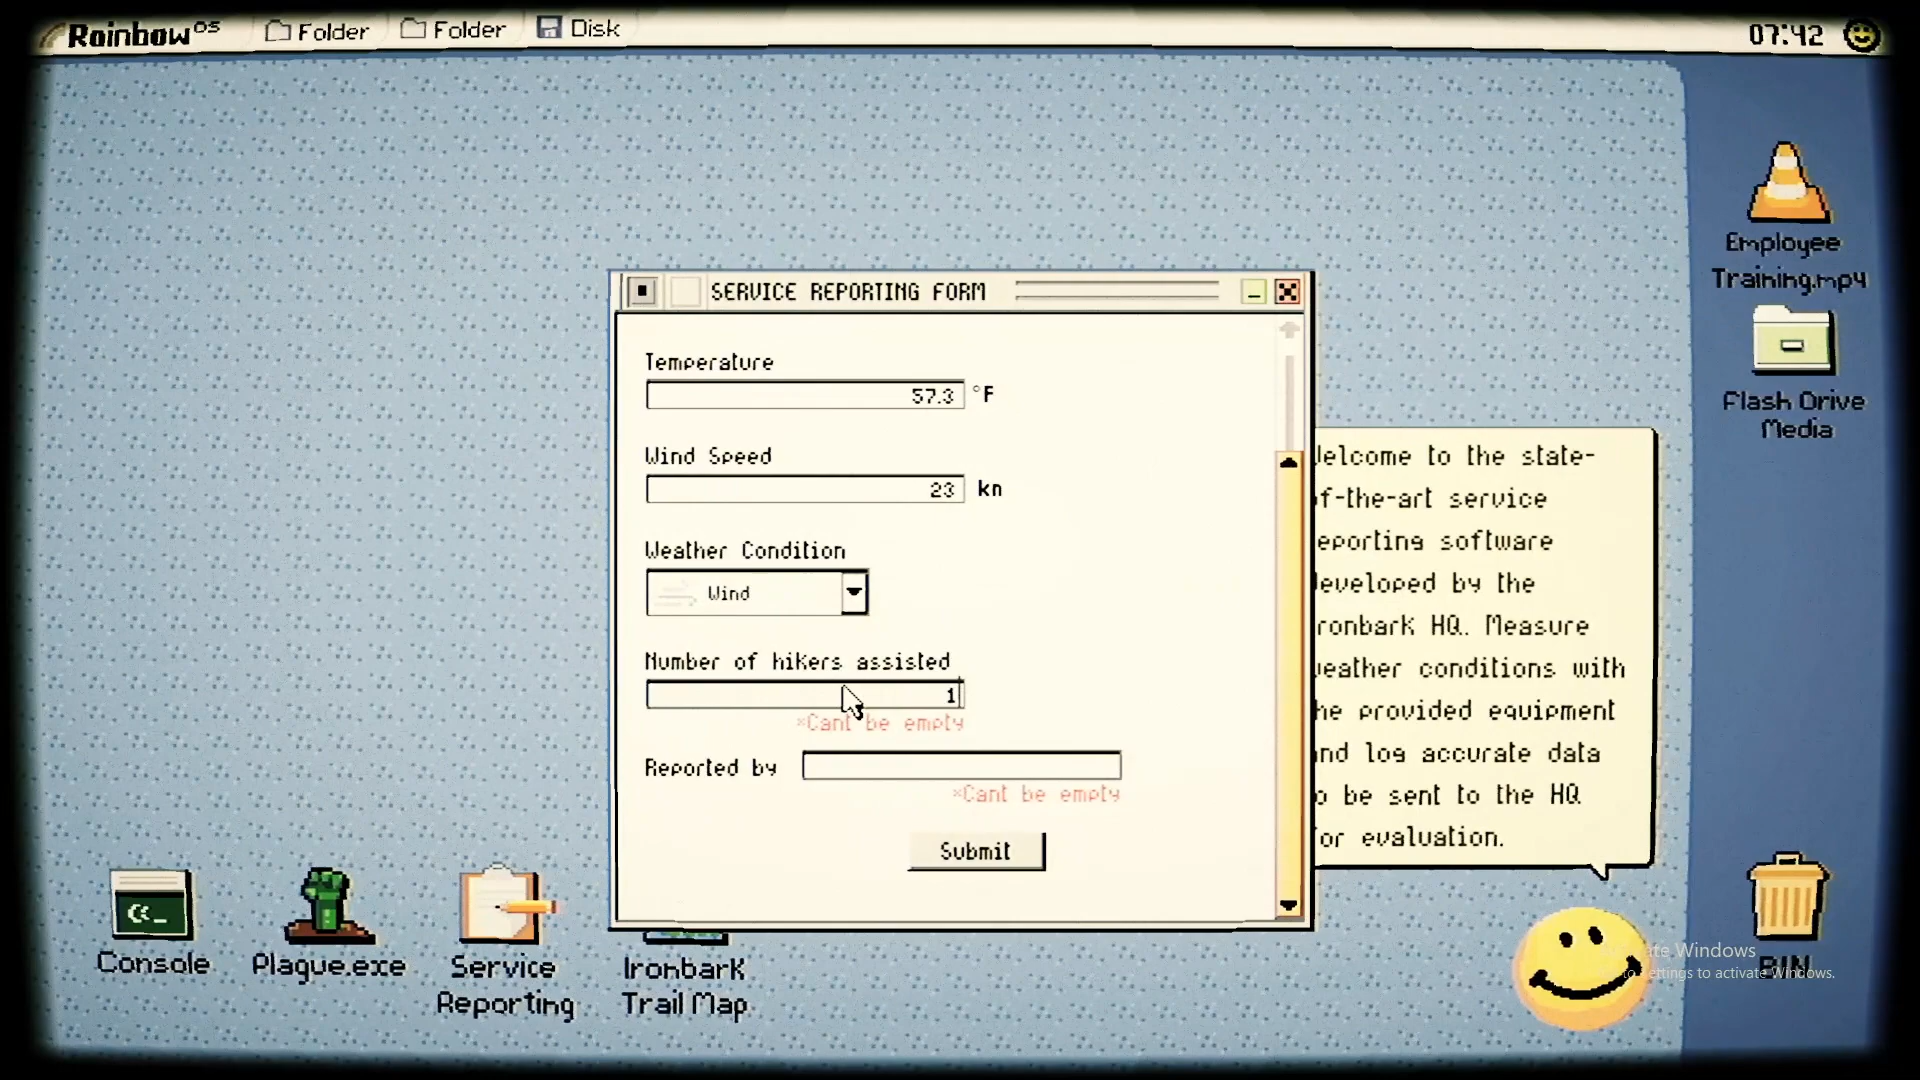 Rainbow OS
Folder
Folder
Disk
07:42
Employee
Training.mp4
Flash Drive
Media
SERVICE REPORTING FORM
Temperature
57.3 °F
Wind Speed
23 kn
Weather Condition
Wind
Number of hikers assisted
1
*Cant be empty
Reported by
*Cant be empty
Submit
elcome to the state-
f-the-art service
eporting software
eveloped by the
ronbark HQ. Measure
eather conditions with
he provided equipment
nd log accurate data
o be sent to the HQ
or evaluation.
Console
Plague.exe
Service
Reporting
Ironbark
Trail Map
BIN
Windows
to activate Windows.